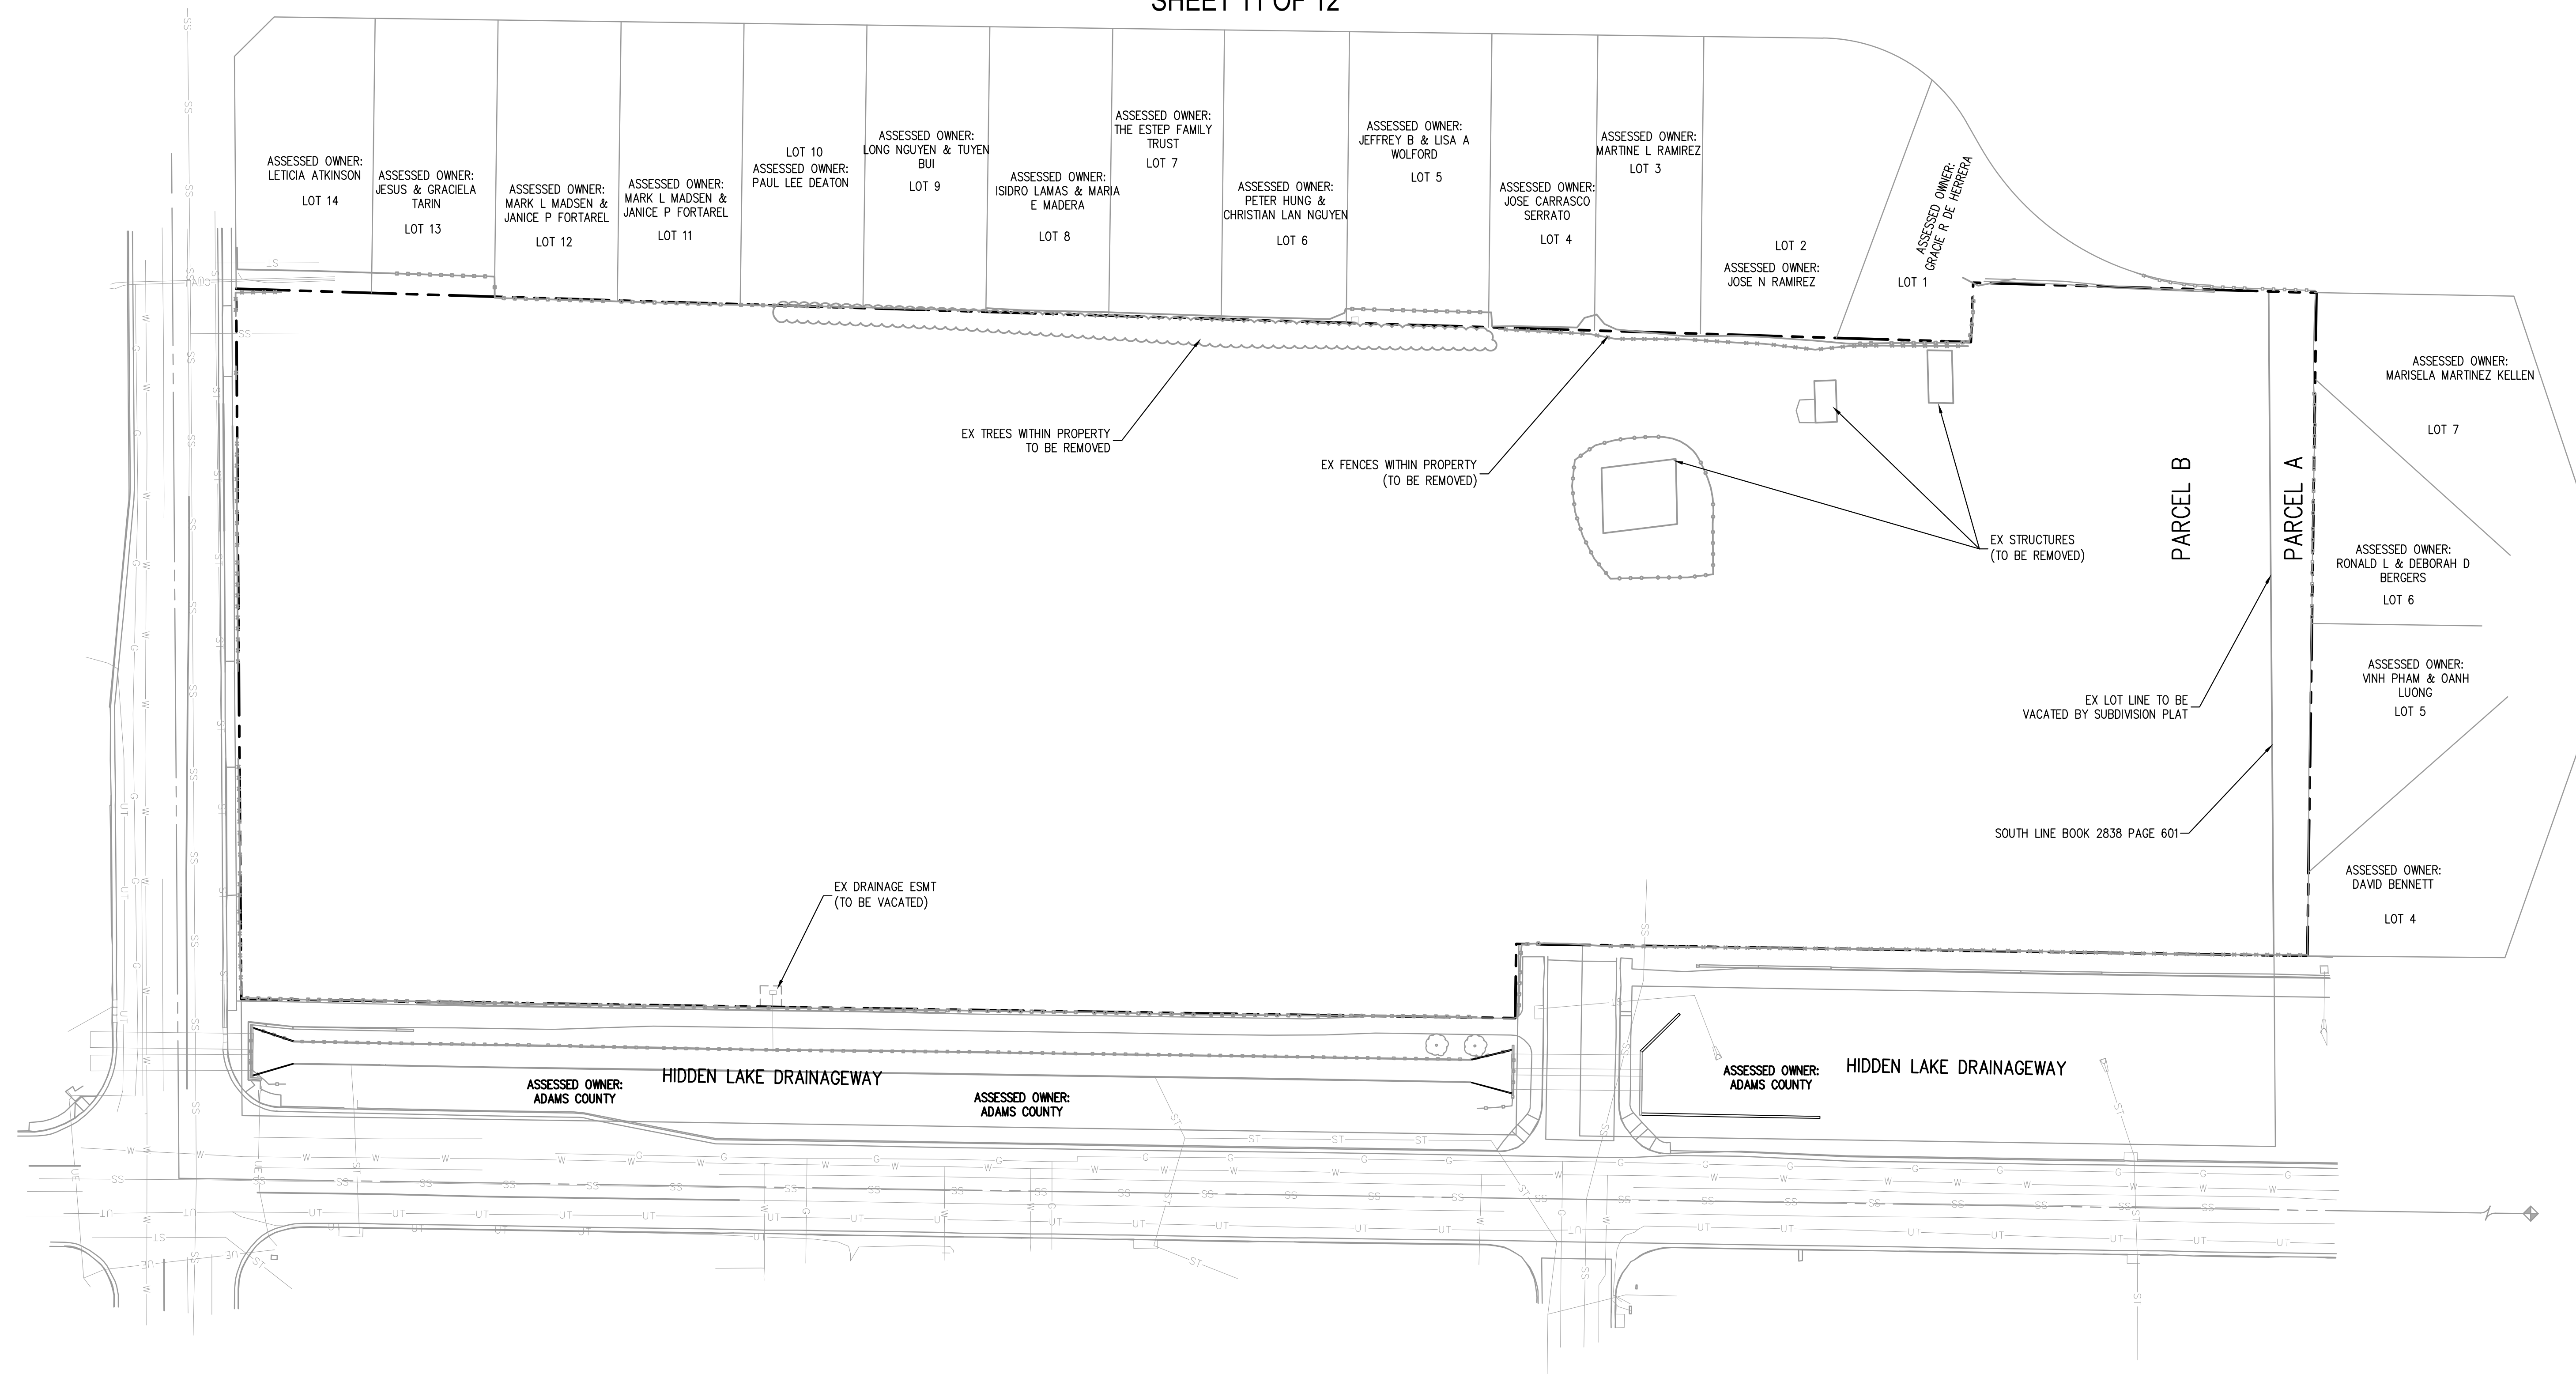 SHEET 11 OF 12
ASSESSED OWNER:
LETICIA ATKINSON
LOT 14
ASSESSED OWNER:
JESUS & GRACIELA
TARIN
LOT 13
ASSESSED OWNER:
MARK L MADSEN &
JANICE P FORTAREL
LOT 12
ASSESSED OWNER:
MARK L MADSEN &
JANICE P FORTAREL
LOT 11
LOT 10
ASSESSED OWNER:
PAUL LEE DEATON
ASSESSED OWNER:
LONG NGUYEN & TUYEN
BUI
LOT 9
ASSESSED OWNER:
ISIDRO LAMAS & MARIA
E MADERA
LOT 8
ASSESSED OWNER:
THE ESTEP FAMILY
TRUST
LOT 7
ASSESSED OWNER:
PETER HUNG &
CHRISTIAN LAN NGUYEN
LOT 6
ASSESSED OWNER:
JEFFREY B & LISA A
WOLFORD
LOT 5
ASSESSED OWNER:
JOSE CARRASCO
SERRATO
LOT 4
ASSESSED OWNER:
MARTINE L RAMIREZ
LOT 3
LOT 2
ASSESSED OWNER:
JOSE N RAMIREZ
ASSESSED OWNER:
GRACIE R DE HERRERA
LOT 1
EX TREES WITHIN PROPERTY
TO BE REMOVED
EX FENCES WITHIN PROPERTY
(TO BE REMOVED)
EX STRUCTURES
(TO BE REMOVED)
PARCEL B
PARCEL A
ASSESSED OWNER:
MARISELA MARTINEZ KELLEN
LOT 7
ASSESSED OWNER:
RONALD L & DEBORAH D
BERGERS
LOT 6
ASSESSED OWNER:
VINH PHAM & OANH
LUONG
LOT 5
EX LOT LINE TO BE
VACATED BY SUBDIVISION PLAT
SOUTH LINE BOOK 2838 PAGE 601
ASSESSED OWNER:
DAVID BENNETT
LOT 4
EX DRAINAGE ESMT
(TO BE VACATED)
ASSESSED OWNER:
ADAMS COUNTY
HIDDEN LAKE DRAINAGEWAY
ASSESSED OWNER:
ADAMS COUNTY
ASSESSED OWNER:
ADAMS COUNTY
HIDDEN LAKE DRAINAGEWAY